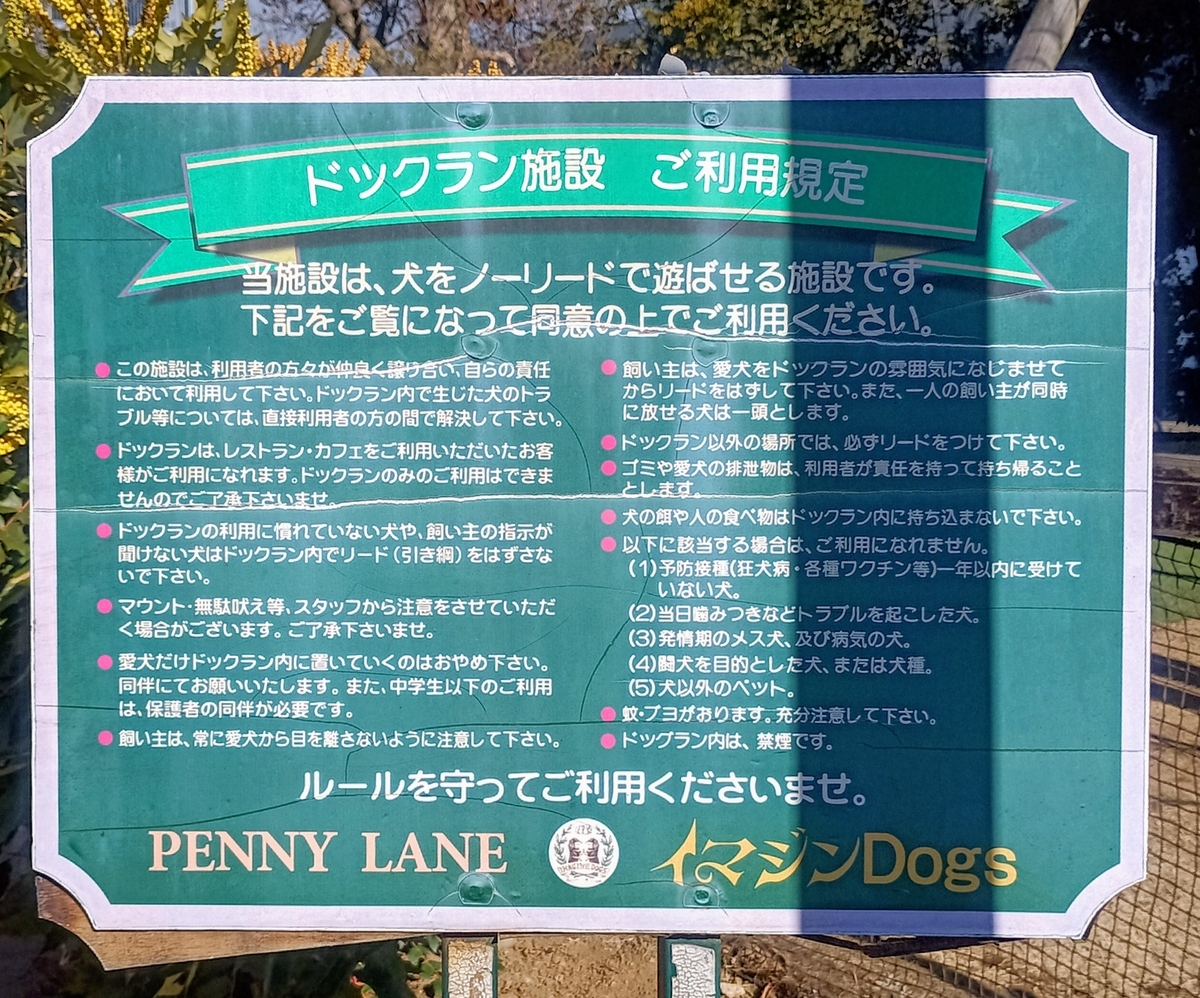 ドックラン施設 ご利用規定
当施設は、犬をノーリードで遊ばせる施設です。
下記をご覧になって同意の上でご利用ください。
●この施設は、利用者の方々が仲良く譲り合い、自らの責任
において利用して下さい。ドックラン内で生じた犬のトラ
ブル等については、直接利用者の方の間で解決して下さい。
●ドックランは、レストラン・カフェをご利用いただいたお客
様がご利用になれます。ドックランのみのご利用はできま
せんのでご了承下さいませ。
●ドックランの利用に慣れていない犬や、飼い主の指示が
聞けない犬はドックラン内でリード（引き綱）をはずさな
いで下さい。
●マウント・無駄吠え等、スタッフから注意をさせていただ
く場合がございます。ご了承下さいませ。
●愛犬だけドックラン内に置いていくのはおやめ下さい。
同伴にてお願いいたします。また、中学生以下のご利用
は、保護者の同伴が必要です。
●飼い主は、常に愛犬から目を離さないように注意して下さい。
●飼い主は、愛犬をドックランの雰囲気になじませて
からリードをはずして下さい。また、一人の飼い主が同時
に放せる犬は一頭とします。
●ドックラン以外の場所では、必ずリードをつけて下さい。
●ゴミや愛犬の排泄物は、利用者が責任を持って持ち帰ること
とします。
●犬の餌や人の食べ物はドックラン内に持ち込まないで下さい。
●以下に該当する場合は、ご利用になれません。
(1)予防接種(狂犬病・各種ワクチン等)一年以内に受けて
いない犬。
(2)当日噛みつきなどトラブルを起こした犬。
(3)発情期のメス犬、及び病気の犬。
(4)闘犬を目的とした犬、または犬種。
(5)犬以外のペット。
●蚊・ブヨがおります。充分注意して下さい。
●ドックラン内は、禁煙です。
ルールを守ってご利用くださいませ。
PENNY LANE
IMAGINE DOGS
イマジンDogs